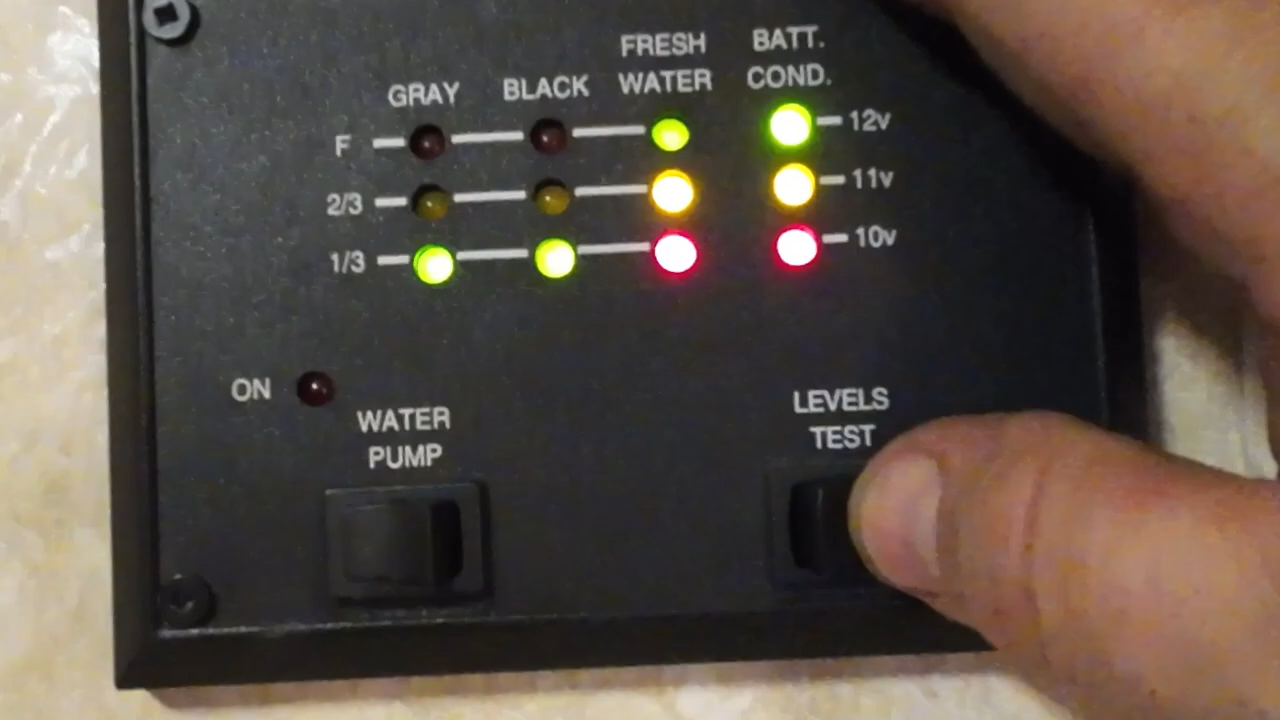 FRESH
WATER
BATT.
COND.
GRAY
BLACK
F
12v
2/3
11v
1/3
10v
ON
WATER
PUMP
LEVELS
TEST